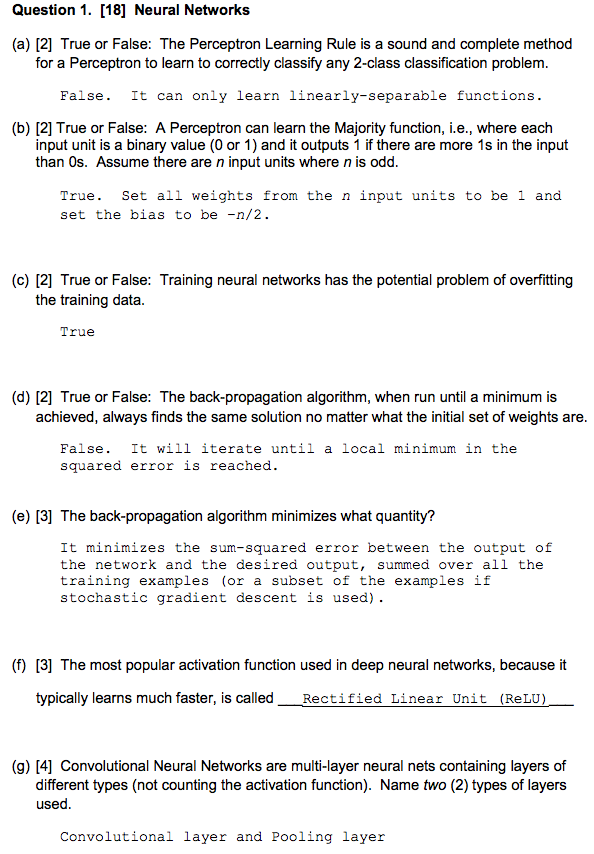 Question 1. [18] Neural Networks
(a) [2] True or False: The Perceptron Learning Rule is a sound and complete method
for a Perceptron to learn to correctly classify any 2-class classification problem.
False. It can only learn linearly-separable functions.
(b) [2] True or False: A Perceptron can learn the Majority function, i.e., where each
input unit is a binary value (0 or 1) and it outputs 1 if there are more 1s in the input
than 0s. Assume there are n input units where n is odd.
True. Set all weights from the n input units to be 1 and
set the bias to be -n/2.
(c) [2] True or False: Training neural networks has the potential problem of overfitting
the training data.
True
(d) [2] True or False: The back-propagation algorithm, when run until a minimum is
achieved, always finds the same solution no matter what the initial set of weights are.
False. It will iterate until a local minimum in the
squared error is reached.
(e) [3] The back-propagation algorithm minimizes what quantity?
It minimizes the sum-squared error between the output of
the network and the desired output, summed over all the
training examples (or a subset of the examples if
stochastic gradient descent is used).
(f) [3] The most popular activation function used in deep neural networks, because it
typically learns much faster, is called ___Rectified Linear Unit (ReLU)___
(g) [4] Convolutional Neural Networks are multi-layer neural nets containing layers of
different types (not counting the activation function). Name two (2) types of layers
used.
Convolutional layer and Pooling layer